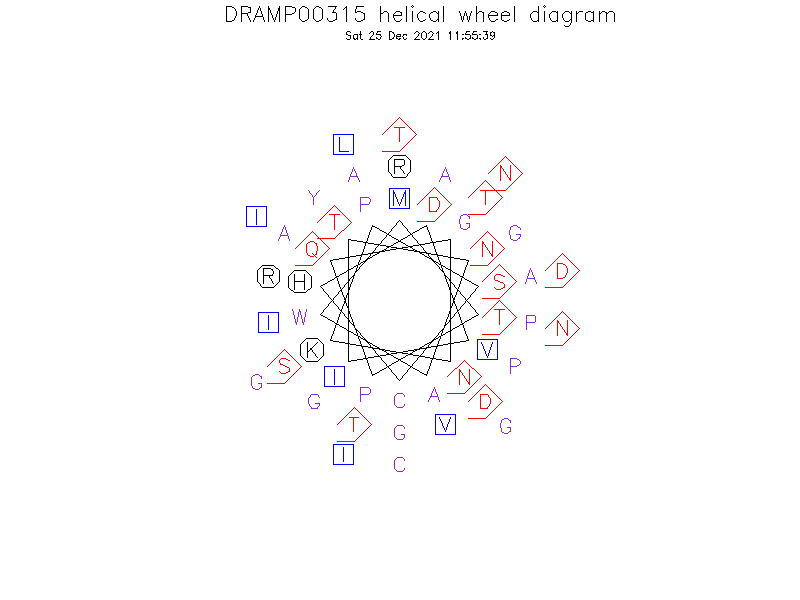 DRAMP00315 helical wheel diagram
Sat 25 Dec 2021 11:55:39
T
L
R
A A N
Y P M D T
I T G
A G
Q N
R H S A D
I W T P N
K V
S P
G I N
G P C A D
T G V G
I C